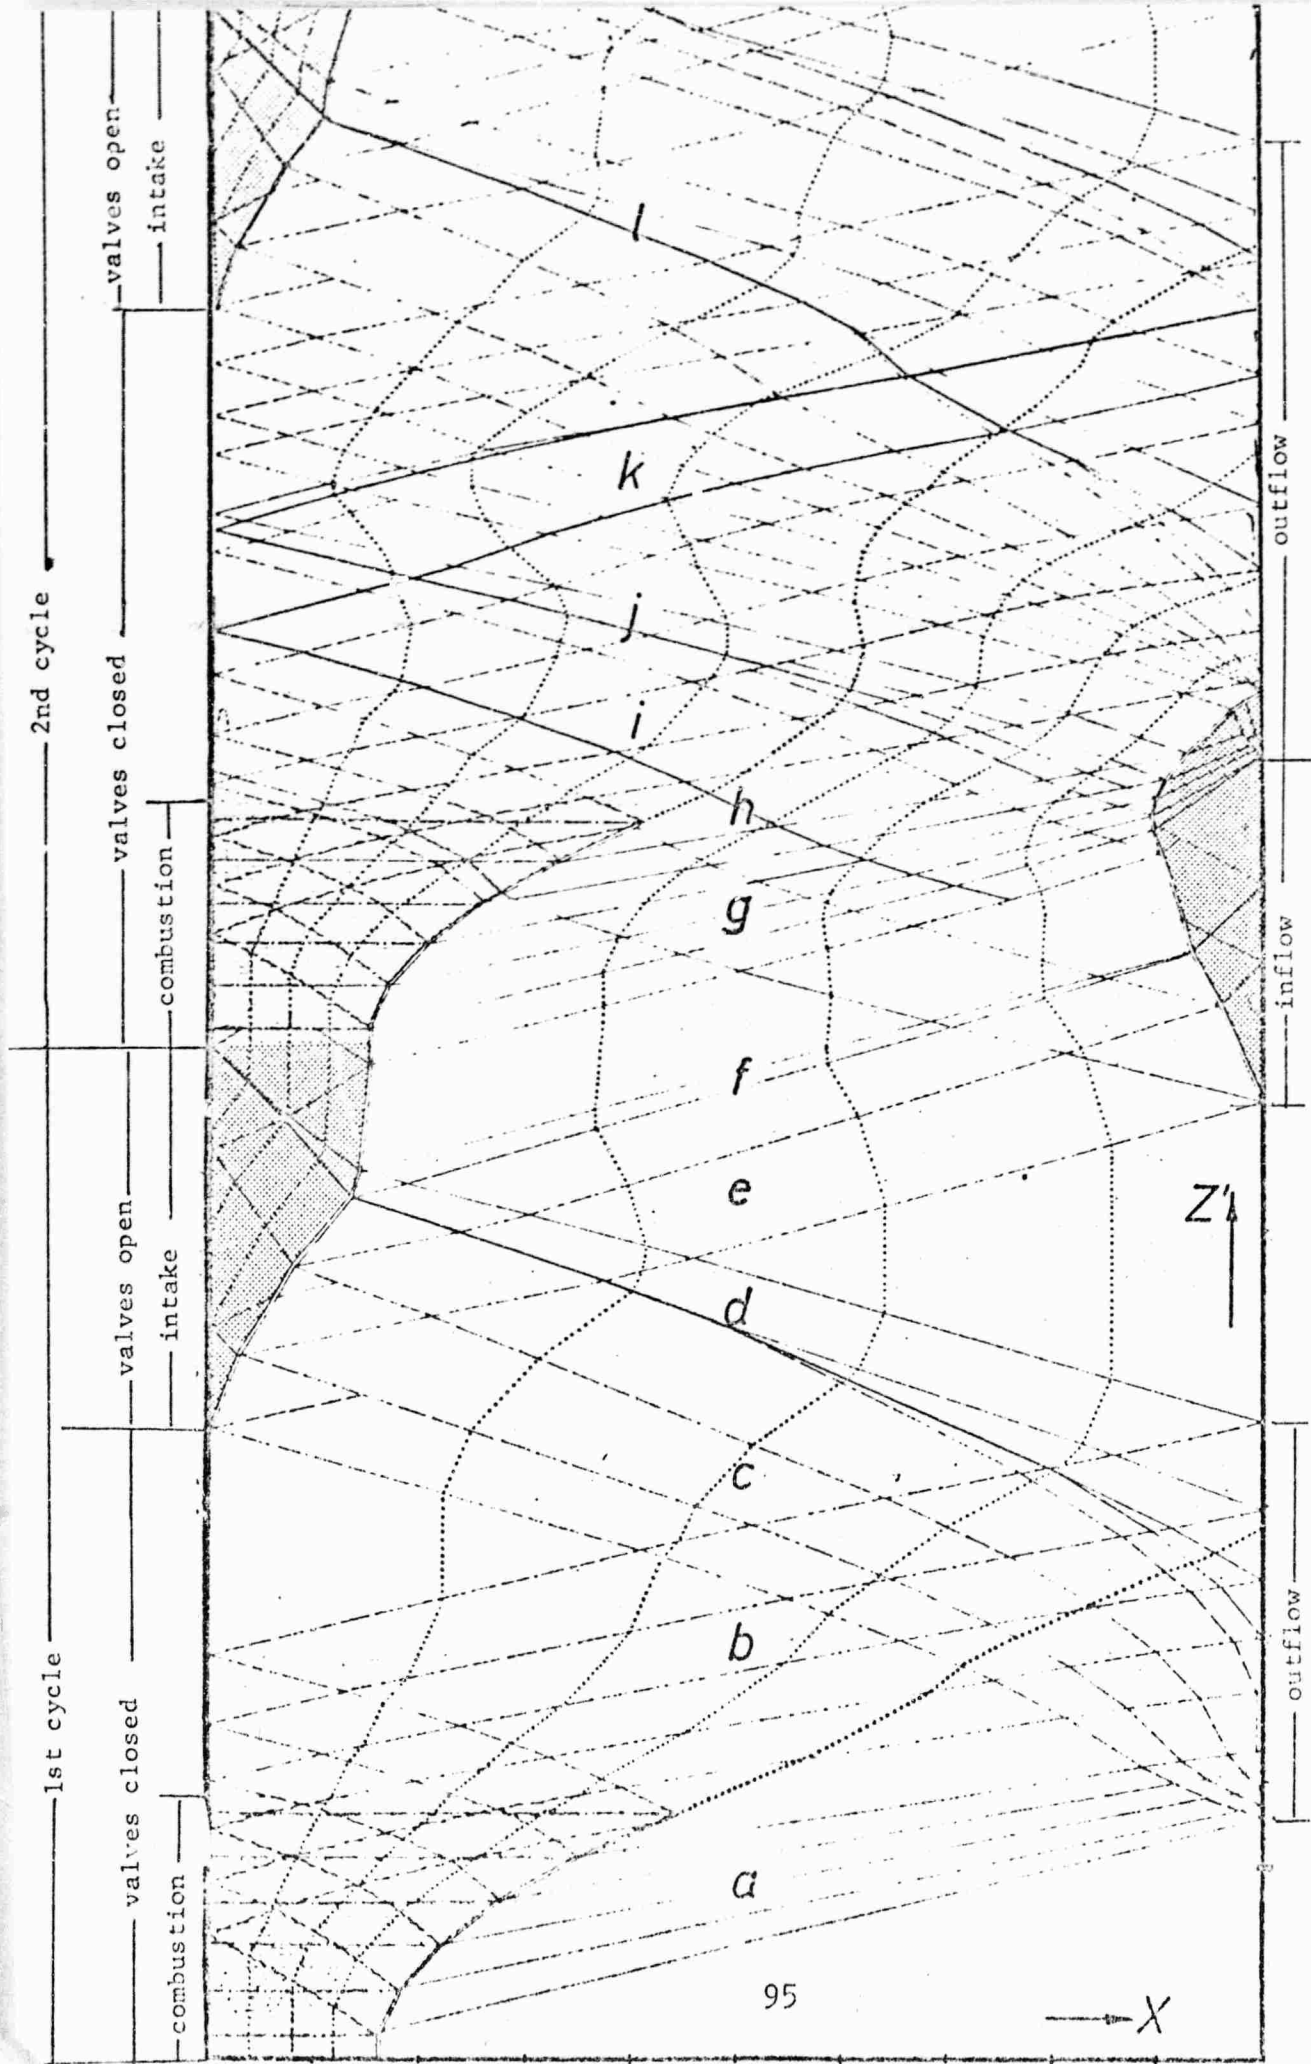 valves open
intake
l
k
outflow
2nd cycle
valves closed
j
i
h
combustion
g
inflow
f
e
Z'
valves open
intake
d
c
b
outflow
1st cycle
valves closed
combustion
a
95
X